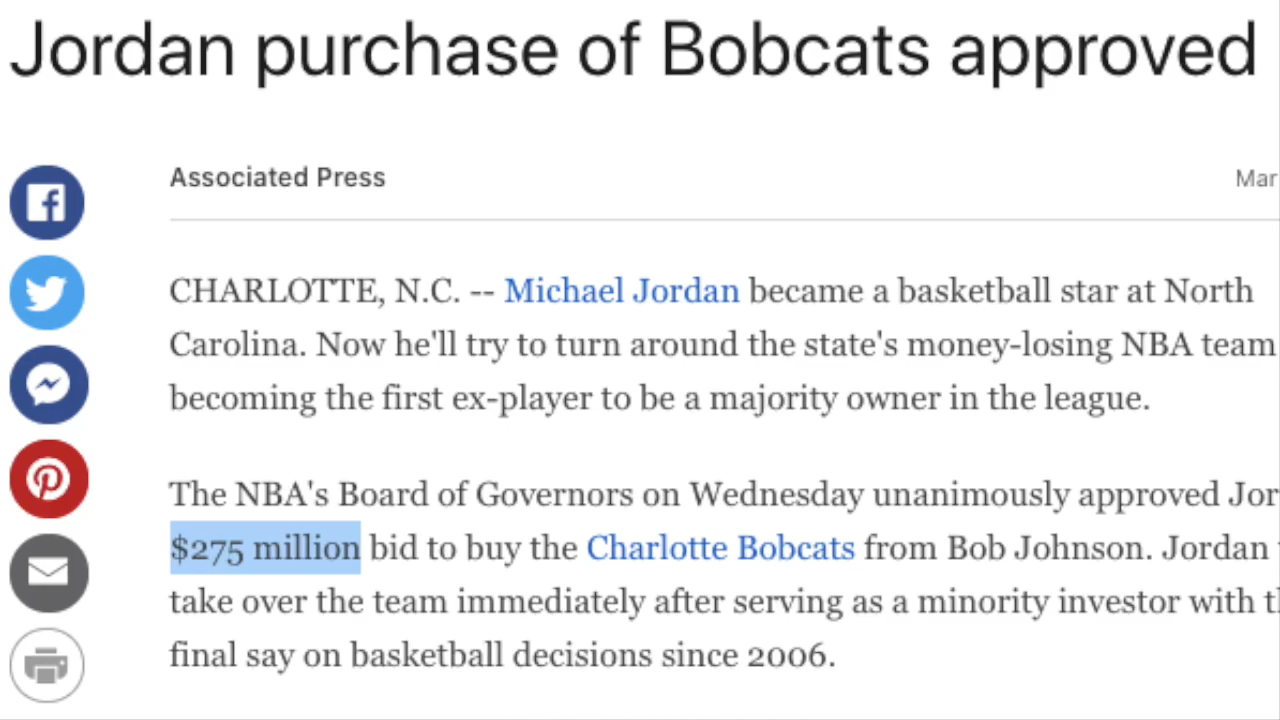 Jordan purchase of Bobcats approved
Associated Press
Mar
CHARLOTTE, N.C. -- Michael Jordan became a basketball star at North
Carolina. Now he'll try to turn around the state's money-losing NBA team
becoming the first ex-player to be a majority owner in the league.
The NBA's Board of Governors on Wednesday unanimously approved Jor
$275 million bid to buy the Charlotte Bobcats from Bob Johnson. Jordan
take over the team immediately after serving as a minority investor with th
final say on basketball decisions since 2006.